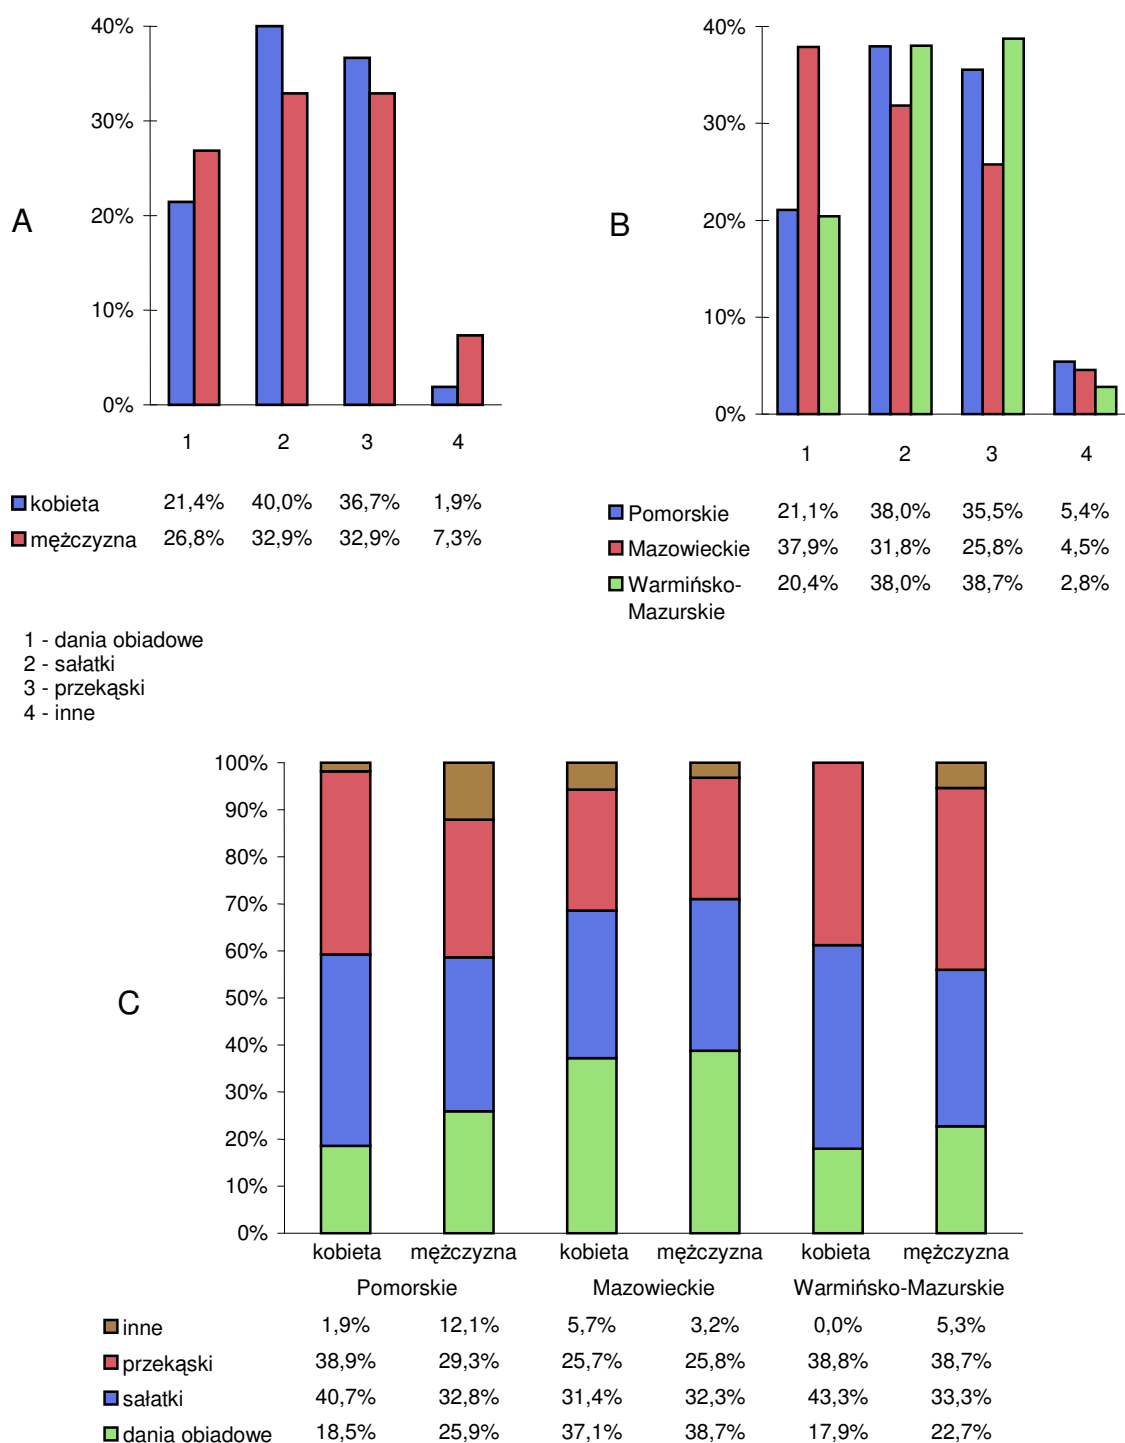 A
40%
30%
20%
10%
0%
1 2 3 4
kobieta 21,4% 40,0% 36,7% 1,9%
mężczyzna 26,8% 32,9% 32,9% 7,3%
B
40%
30%
20%
10%
0%
1 2 3 4
Pomorskie 21,1% 38,0% 35,5% 5,4%
Mazowieckie 37,9% 31,8% 25,8% 4,5%
Warmińsko- 20,4% 38,0% 38,7% 2,8%
Mazurskie
1 - dania obiadowe
2 - sałatki
3 - przekąski
4 - inne
C
100%
90%
80%
70%
60%
50%
40%
30%
20%
10%
0%
kobieta mężczyzna kobieta mężczyzna kobieta mężczyzna
Pomorskie Mazowieckie Warmińsko-Mazurskie
inne 1,9% 12,1% 5,7% 3,2% 0,0% 5,3%
przekąski 38,9% 29,3% 25,7% 25,8% 38,8% 38,7%
sałatki 40,7% 32,8% 31,4% 32,3% 43,3% 33,3%
dania obiadowe 18,5% 25,9% 37,1% 38,7% 17,9% 22,7%